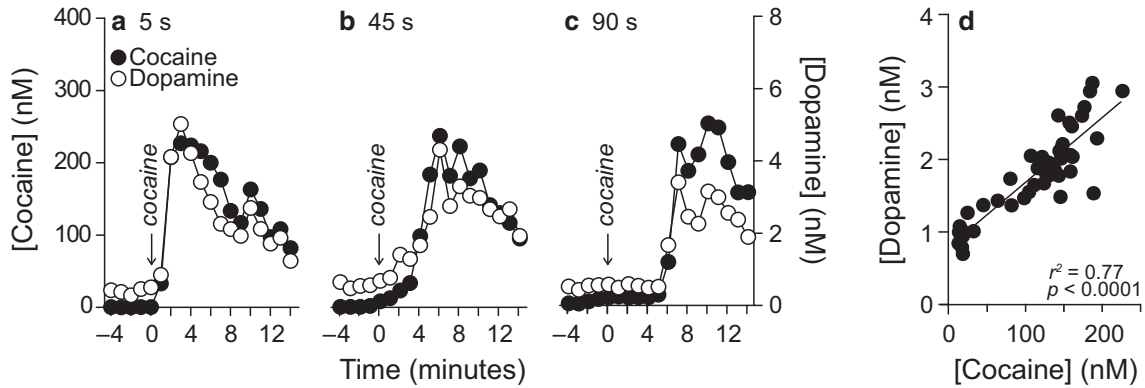 a 5 s
b 45 s
c 90 s
d
Cocaine
Dopamine
[Cocaine] (nM)
400
300
200
100
0
cocaine
cocaine
cocaine
–4 0 4 8 12
–4 0 4 8 12
–4 0 4 8 12
Time (minutes)
8
6
4
2
0
[Dopamine] (nM)
[Dopamine] (nM)
4
3
2
1
0
r² = 0.77
p < 0.0001
0 100 200
[Cocaine] (nM)